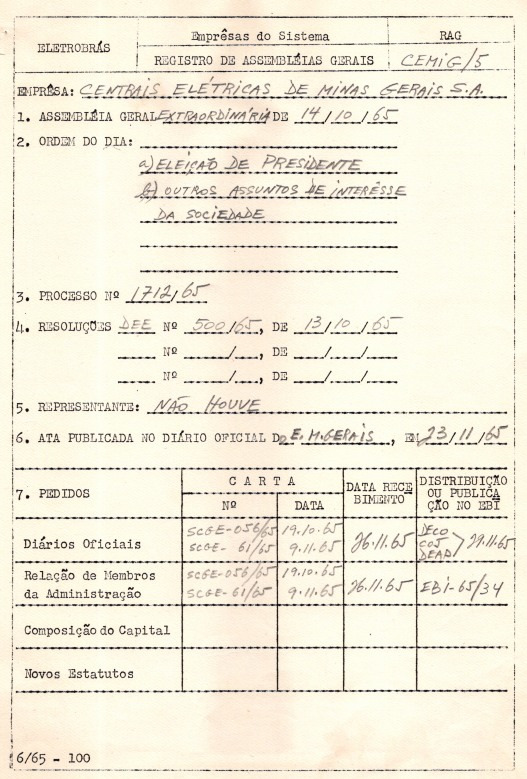 ELETROBRÁS
Emprêsas do Sistema
RAG
REGISTRO DE ASSEMBLÉIAS GERAIS
CEMIG/5
EMPRÊSA: CENTRAIS ELÉTRICAS DE MINAS GERAIS S.A.
1. ASSEMBLÉIA GERAL EXTRAORDINÁRIA DE 14/10/65
2. ORDEM DO DIA:
a) ELEIÇÃO DE PRESIDENTE
b) OUTROS ASSUNTOS DE INTERÊSSE
DA SOCIEDADE
3. PROCESSO Nº 1712/65
4. RESOLUÇÕES DEE Nº 500/65, DE 13/10/65
Nº / , DE / /
Nº / , DE / /
5. REPRESENTANTE: NÃO HOUVE
6. ATA PUBLICADA NO DIÁRIO OFICIAL DO E. M. GERAIS , EM 23/11/65
7. PEDIDOS
CARTA
Nº
DATA
DATA RECE
BIMENTO
DISTRIBUIÇÃO
OU PUBLICA
ÇÃO NO EBI
Diários Oficiais
SCGE-056/65 19.10.65
SCGE- 61/65 9.11.65
26.11.65
DECO
COS
DEAD
29.11.65
Relação de Membros
da Administração
SCGE-056/65 19.10.65
SCGE-61/65 9.11.65
26.11.65
EBI-65/34
Composição do Capital
Novos Estatutos
6/65 - 100